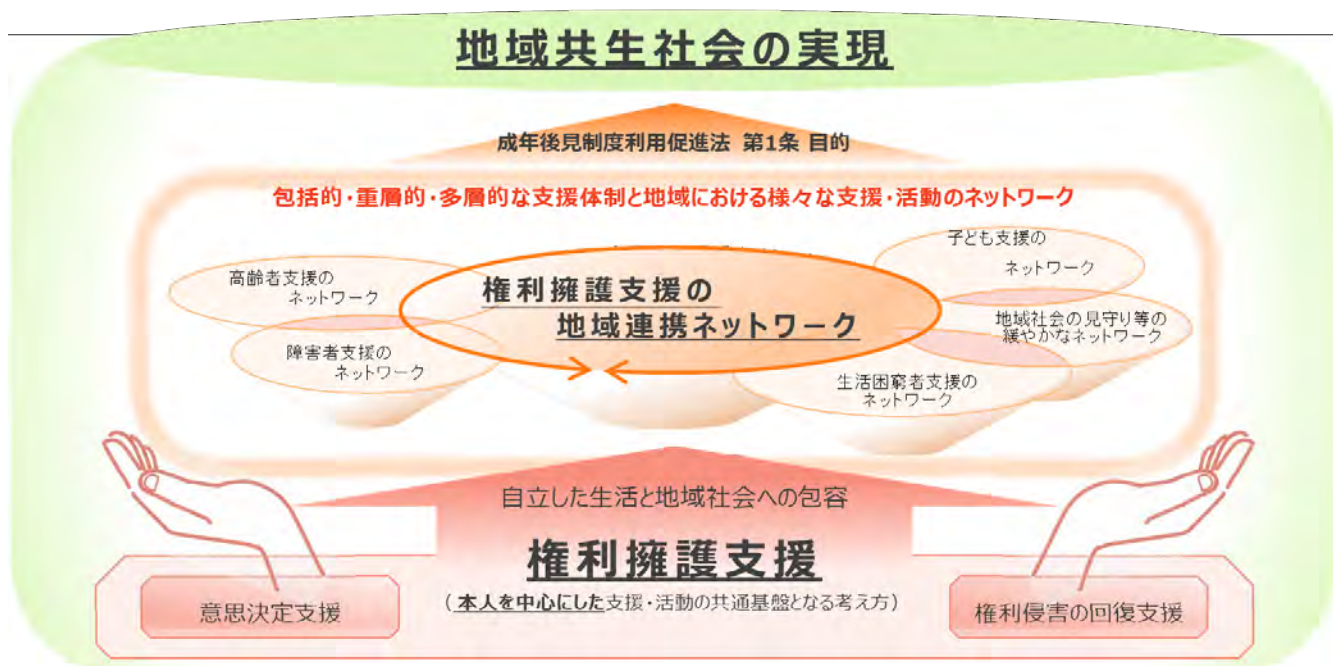 地域共生社会の実現
成年後見制度利用促進法 第1条 目的
包括的・重層的・多層的な支援体制と地域における様々な支援・活動のネットワーク
高齢者支援の
ネットワーク
障害者支援の
ネットワーク
権利擁護支援の
地域連携ネットワーク
子ども支援の
ネットワーク
地域社会の見守り等の
緩やかなネットワーク
生活困窮者支援の
ネットワーク
自立した生活と地域社会への包容
権利擁護支援
(本人を中心にした支援・活動の共通基盤となる考え方)
意思決定支援
権利侵害の回復支援